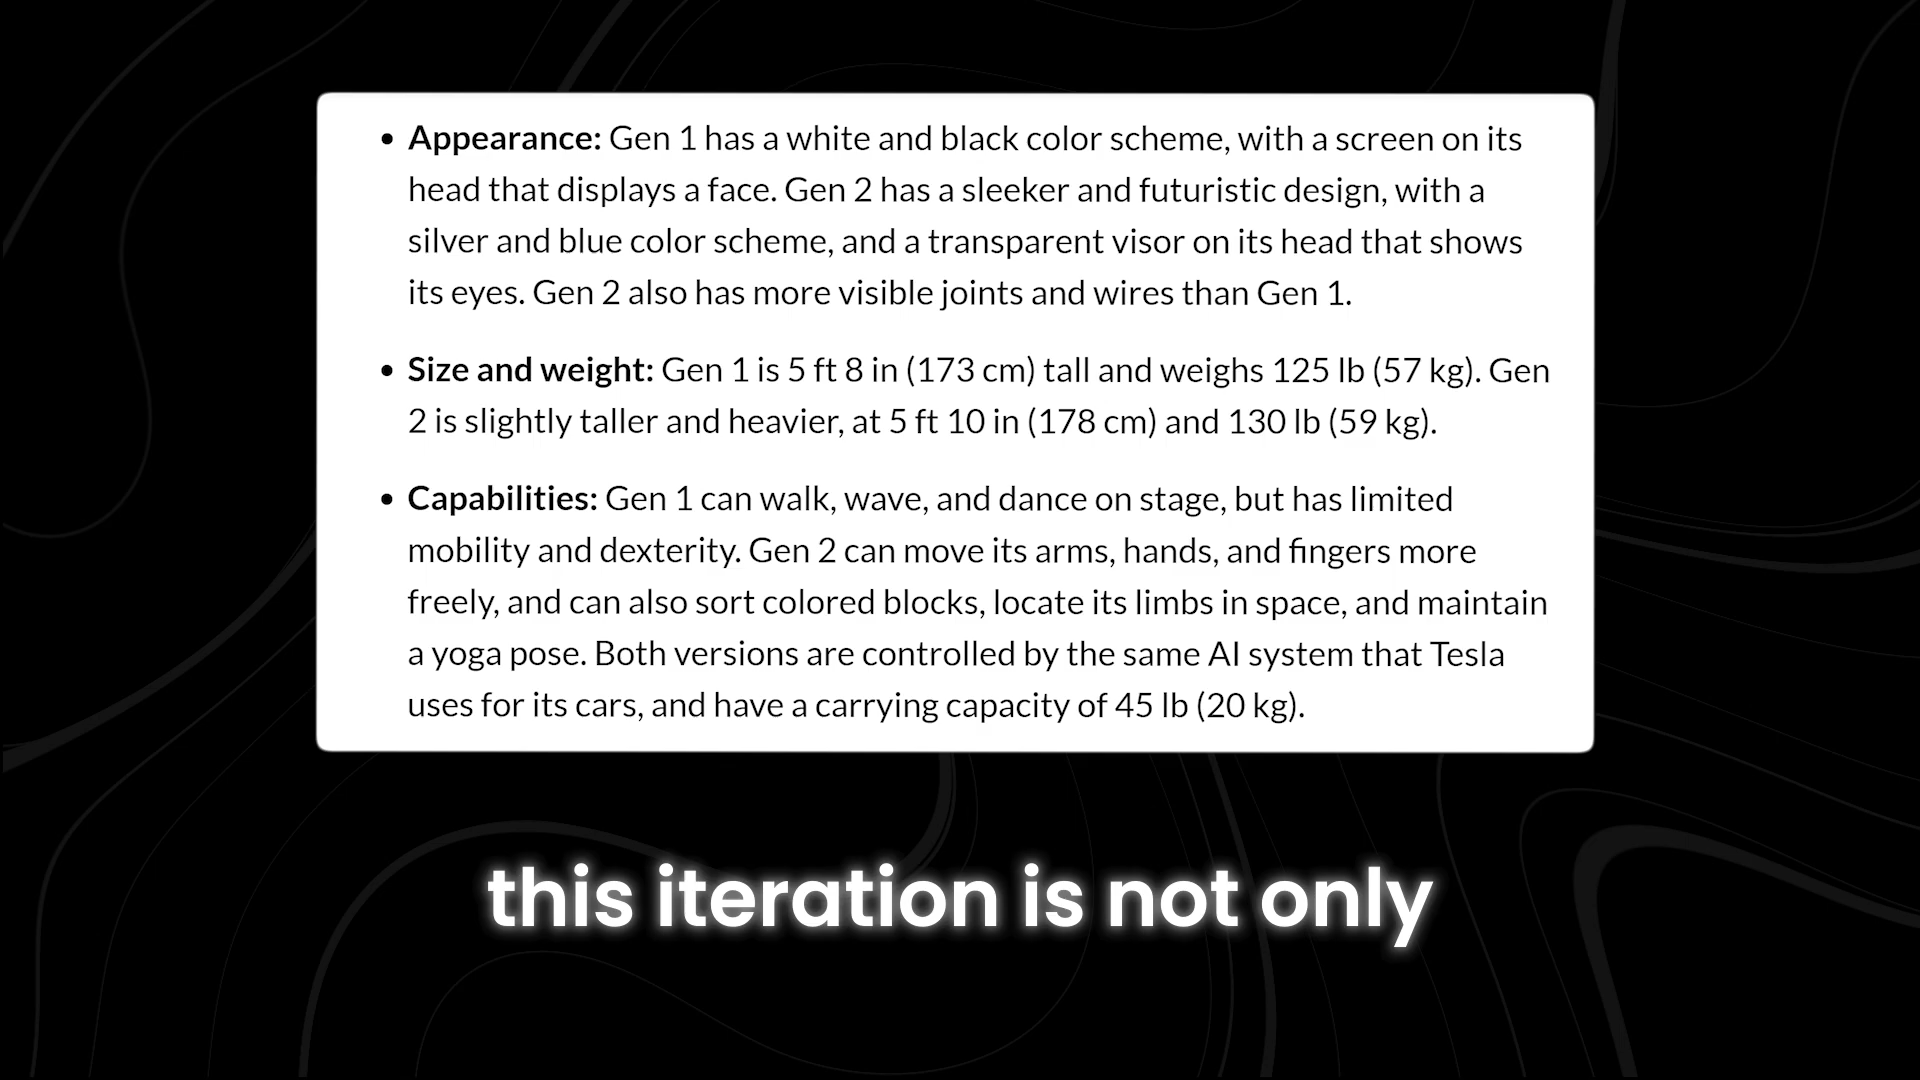 • Appearance: Gen 1 has a white and black color scheme, with a screen on its
head that displays a face. Gen 2 has a sleeker and futuristic design, with a
silver and blue color scheme, and a transparent visor on its head that shows
its eyes. Gen 2 also has more visible joints and wires than Gen 1.
• Size and weight: Gen 1 is 5 ft 8 in (173 cm) tall and weighs 125 lb (57 kg). Gen
2 is slightly taller and heavier, at 5 ft 10 in (178 cm) and 130 lb (59 kg).
• Capabilities: Gen 1 can walk, wave, and dance on stage, but has limited
mobility and dexterity. Gen 2 can move its arms, hands, and fingers more
freely, and can also sort colored blocks, locate its limbs in space, and maintain
a yoga pose. Both versions are controlled by the same AI system that Tesla
uses for its cars, and have a carrying capacity of 45 lb (20 kg).
this iteration is not only